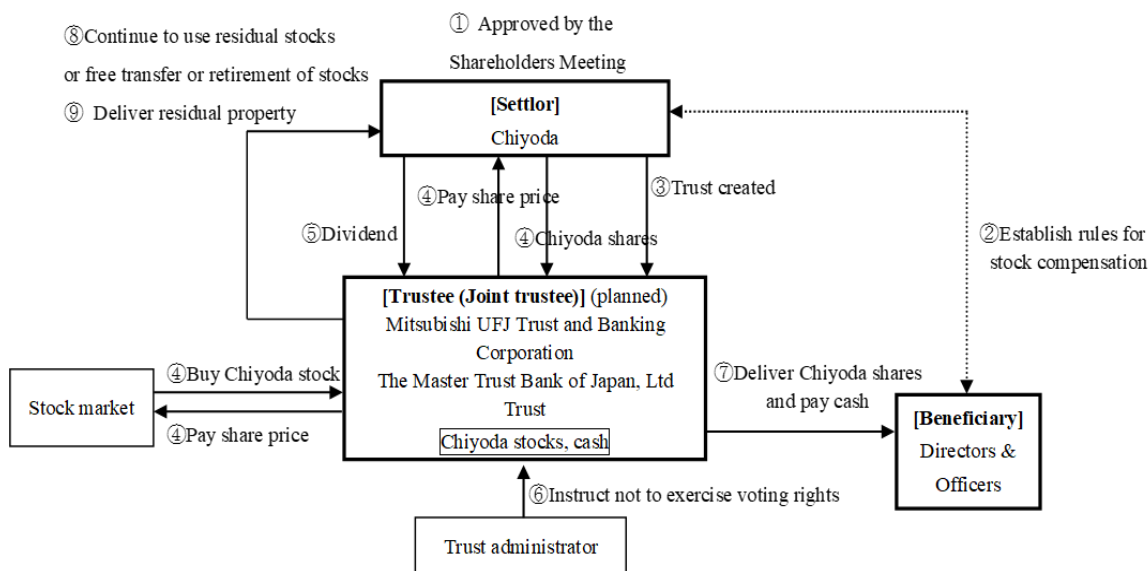 ① Approved by the
Shareholders Meeting
⑧Continue to use residual stocks
or free transfer or retirement of stocks
⑨ Deliver residual property
[Settlor]
Chiyoda
④Pay share price
③Trust created
⑤Dividend
④Chiyoda shares
②Establish rules for
stock compensation
[Trustee (Joint trustee)] (planned)
Mitsubishi UFJ Trust and Banking
Corporation
The Master Trust Bank of Japan, Ltd
Trust
Chiyoda stocks, cash
④Buy Chiyoda stock
Stock market
④Pay share price
⑦Deliver Chiyoda shares
and pay cash
[Beneficiary]
Directors &
Officers
⑥Instruct not to exercise voting rights
Trust administrator